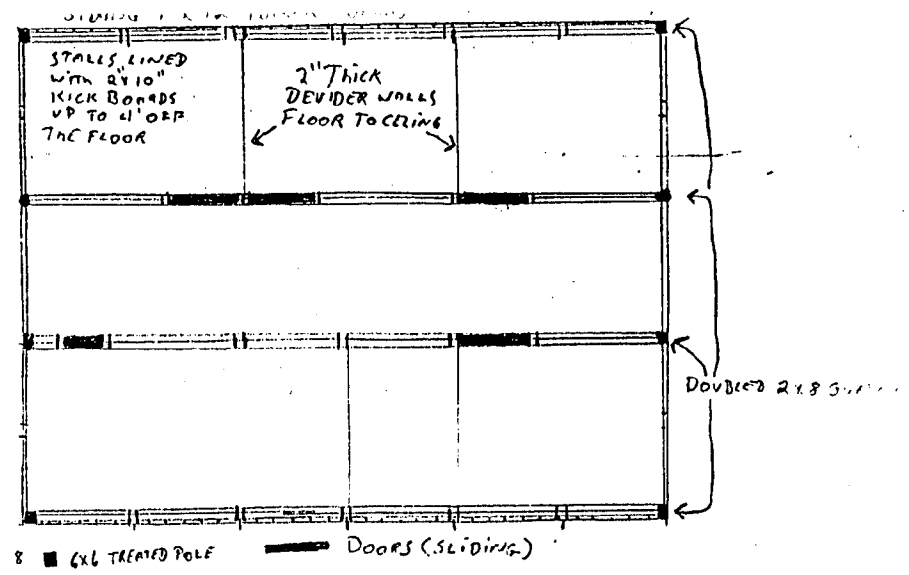 STALLS LINED
WITH 2"X10"
KICK BOARDS
UP TO 4' OFF
THE FLOOR
2" THICK
DEVIDER WALLS
FLOOR TO CELING
DOUBLED 2x8
8 6x6 TREATED POLE
DOORS (SLIDING)